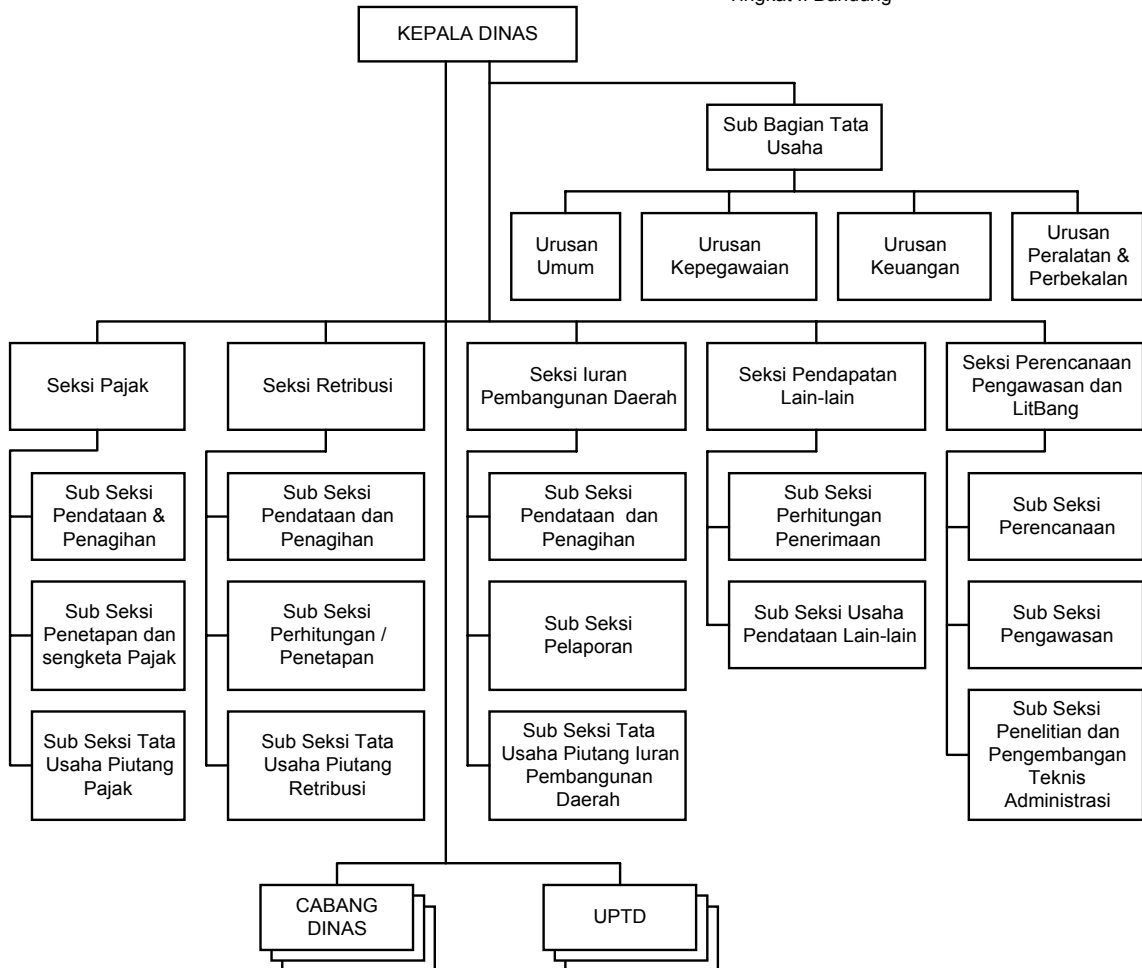 Tingkat II Bandung
KEPALA DINAS
Sub Bagian Tata
Usaha
Urusan
Umum
Urusan
Kepegawaian
Urusan
Keuangan
Urusan
Peralatan &
Perbekalan
Seksi Pajak
Seksi Retribusi
Seksi Iuran
Pembangunan Daerah
Seksi Pendapatan
Lain-lain
Seksi Perencanaan
Pengawasan dan
LitBang
Sub Seksi
Pendataan &
Penagihan
Sub Seksi
Pendataan dan
Penagihan
Sub Seksi
Pendataan dan
Penagihan
Sub Seksi
Perhitungan
Penerimaan
Sub Seksi
Perencanaan
Sub Seksi
Penetapan dan
sengketa Pajak
Sub Seksi
Perhitungan /
Penetapan
Sub Seksi
Pelaporan
Sub Seksi Usaha
Pendataan Lain-lain
Sub Seksi
Pengawasan
Sub Seksi Tata
Usaha Piutang
Pajak
Sub Seksi Tata
Usaha Piutang
Retribusi
Sub Seksi Tata
Usaha Piutang Iuran
Pembangunan
Daerah
Sub Seksi
Penelitian dan
Pengembangan
Teknis
Administrasi
CABANG
DINAS
UPTD